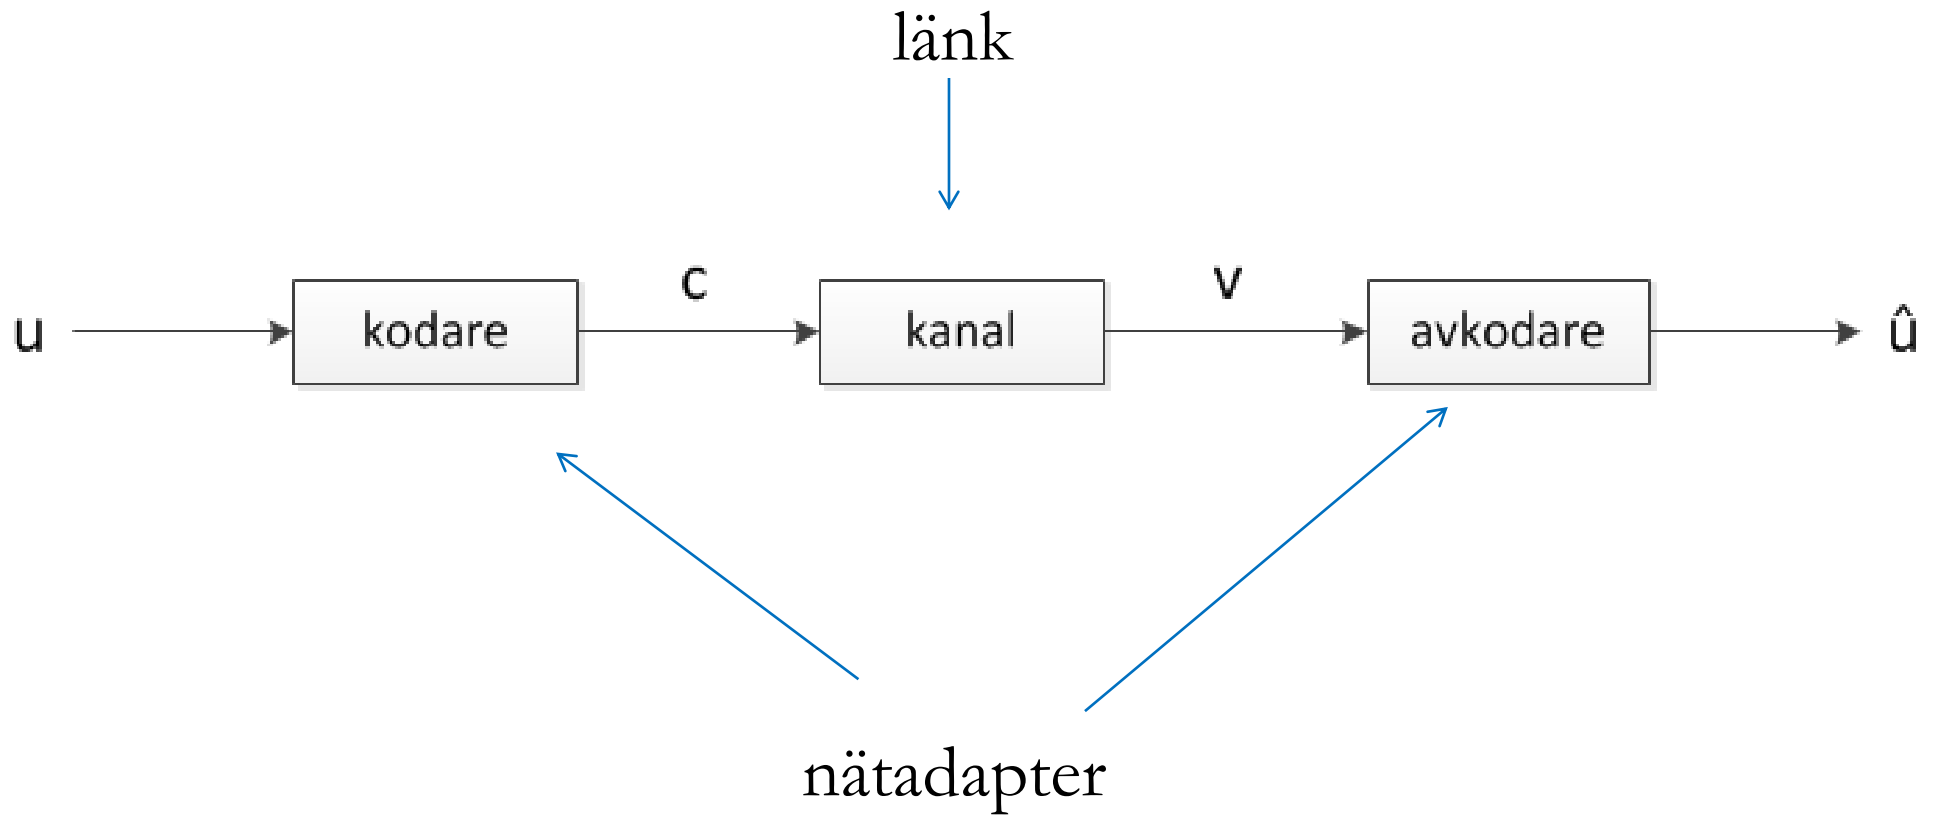 länk
c
v
u
kodare
kanal
avkodare
û
nätadapter